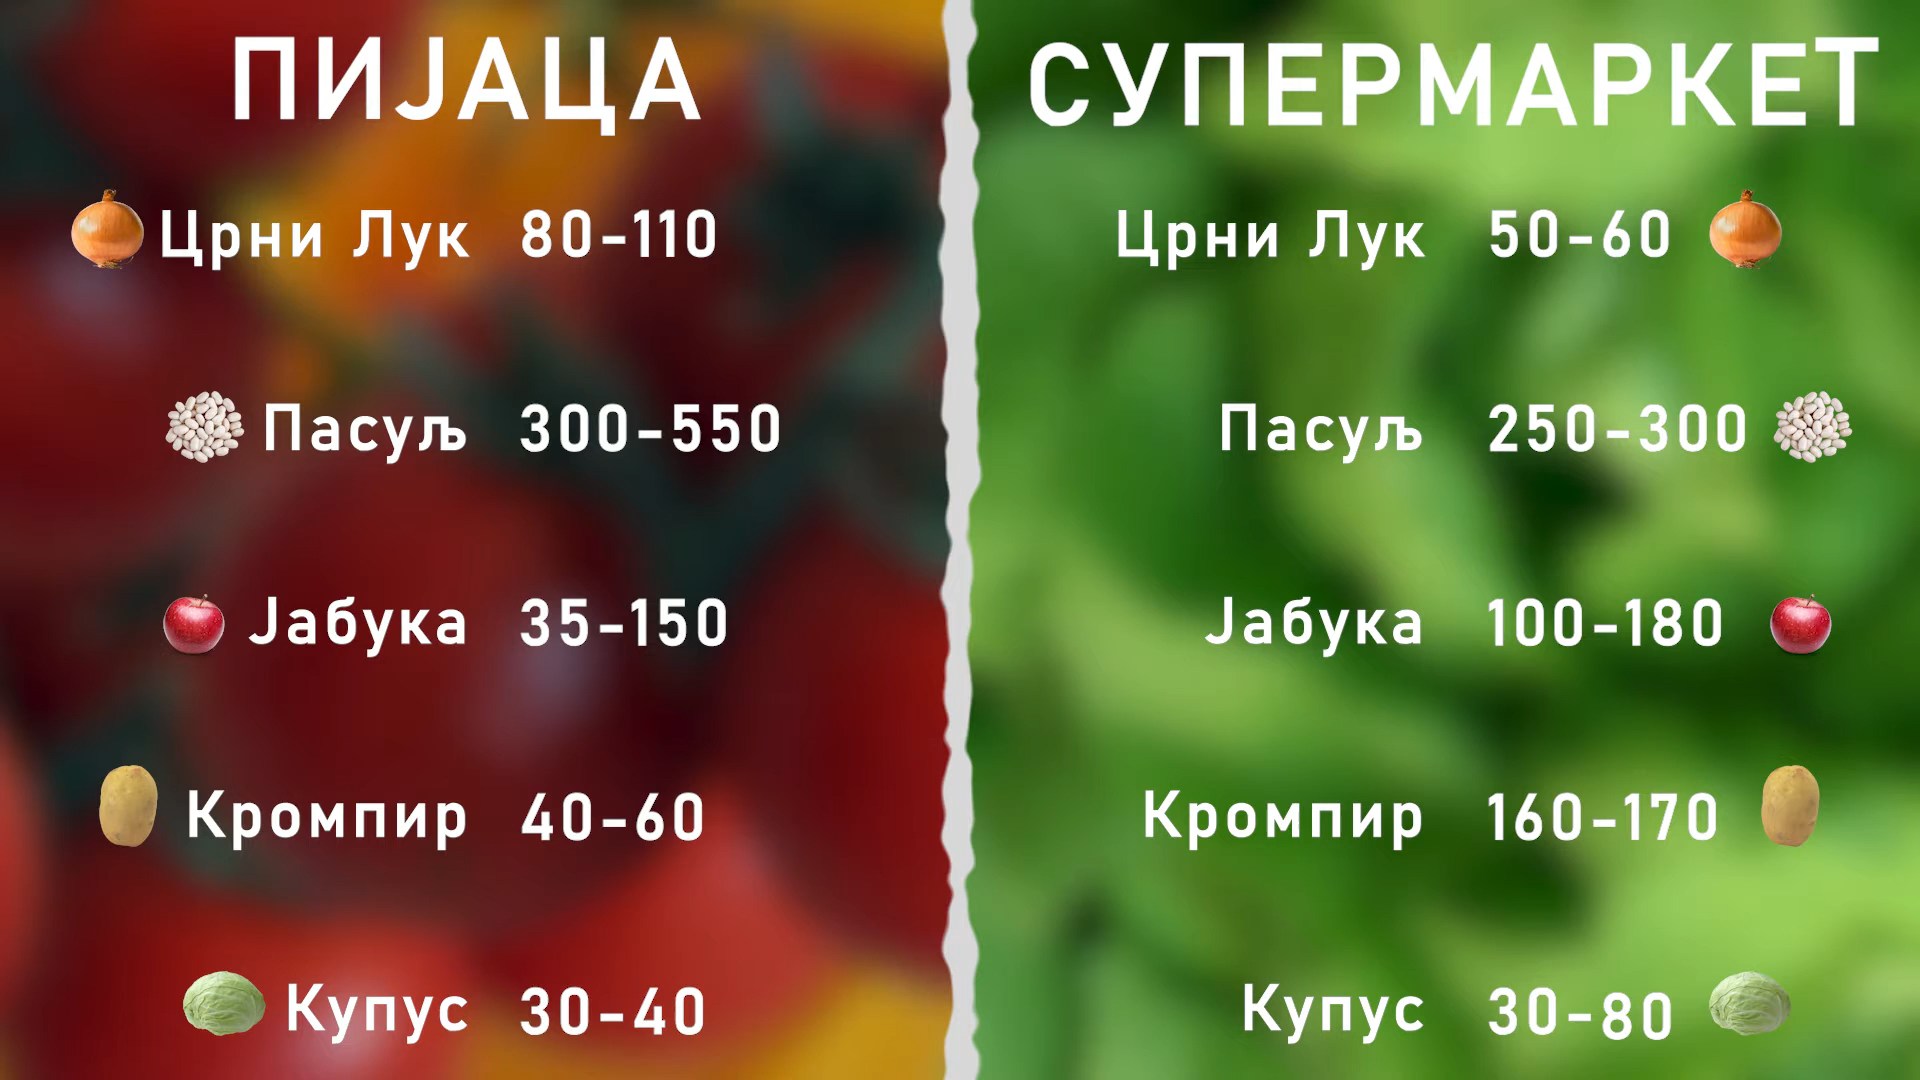 ПИЈАЦА
Црни Лук 80-110
Пасуљ 300-550
Јабука 35-150
Кромпир 40-60
Купус 30-40
СУПЕРМАРКЕТ
Црни Лук 50-60
Пасуљ 250-300
Јабука 100-180
Кромпир 160-170
Купус 30-80